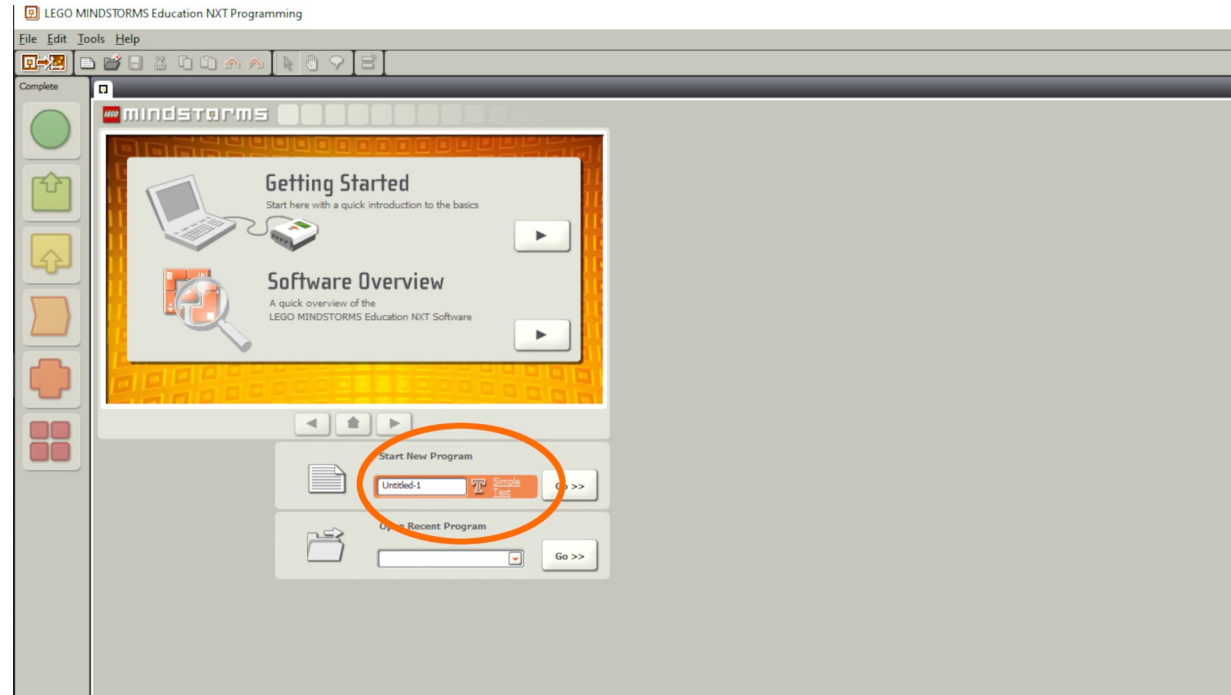 LEGO MINDSTORMS Education NXT Programming
File Edit Tools Help
Complete
LEGO mindstorms
Getting Started
Start here with a quick introduction to the basics
Software Overview
A quick overview of the
LEGO MINDSTORMS Education NXT Software
Start New Program
Untitled-1
Simple
Text
Go >>
Open Recent Program
Go >>